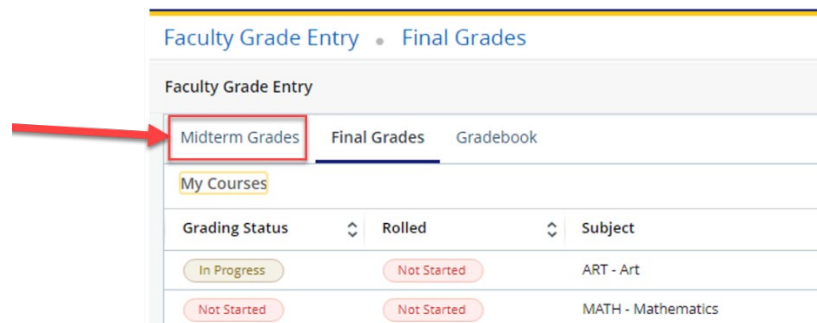 Faculty Grade Entry • Final Grades
Faculty Grade Entry
Midterm Grades Final Grades Gradebook
My Courses
Grading Status Rolled Subject
In Progress Not Started ART - Art
Not Started Not Started MATH - Mathematics